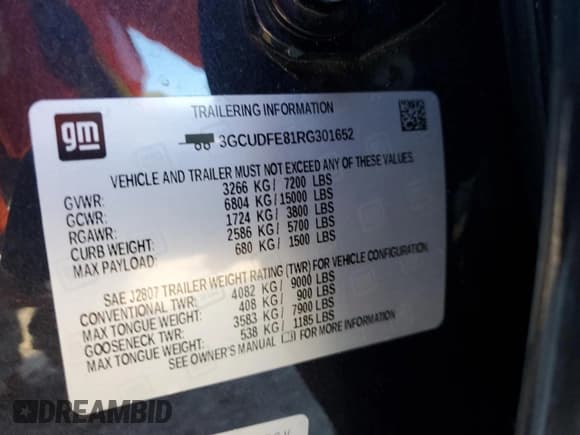 gm
TRAILERING INFORMATION
3GCUDFE81RG301652
VEHICLE AND TRAILER MUST NOT EXCEED ANY OF THESE VALUES.
GVWR: 3266 KG/ 7200 LBS
GCWR: 6804 KG/15000 LBS
RGAWR: 1724 KG/ 3800 LBS
CURB WEIGHT: 2586 KG/ 5700 LBS
MAX PAYLOAD: 680 KG/ 1500 LBS
SAE J2807 TRAILER WEIGHT RATING (TWR) FOR VEHICLE CONFIGURATION.
CONVENTIONAL TWR: 4082 KG/ 9000 LBS
MAX TONGUE WEIGHT: 408 KG/ 900 LBS
GOOSENECK TWR: 3583 KG/ 7900 LBS
MAX TONGUE WEIGHT: 538 KG/ 1185 LBS
SEE OWNER'S MANUAL FOR MORE INFORMATION
DREAMBID